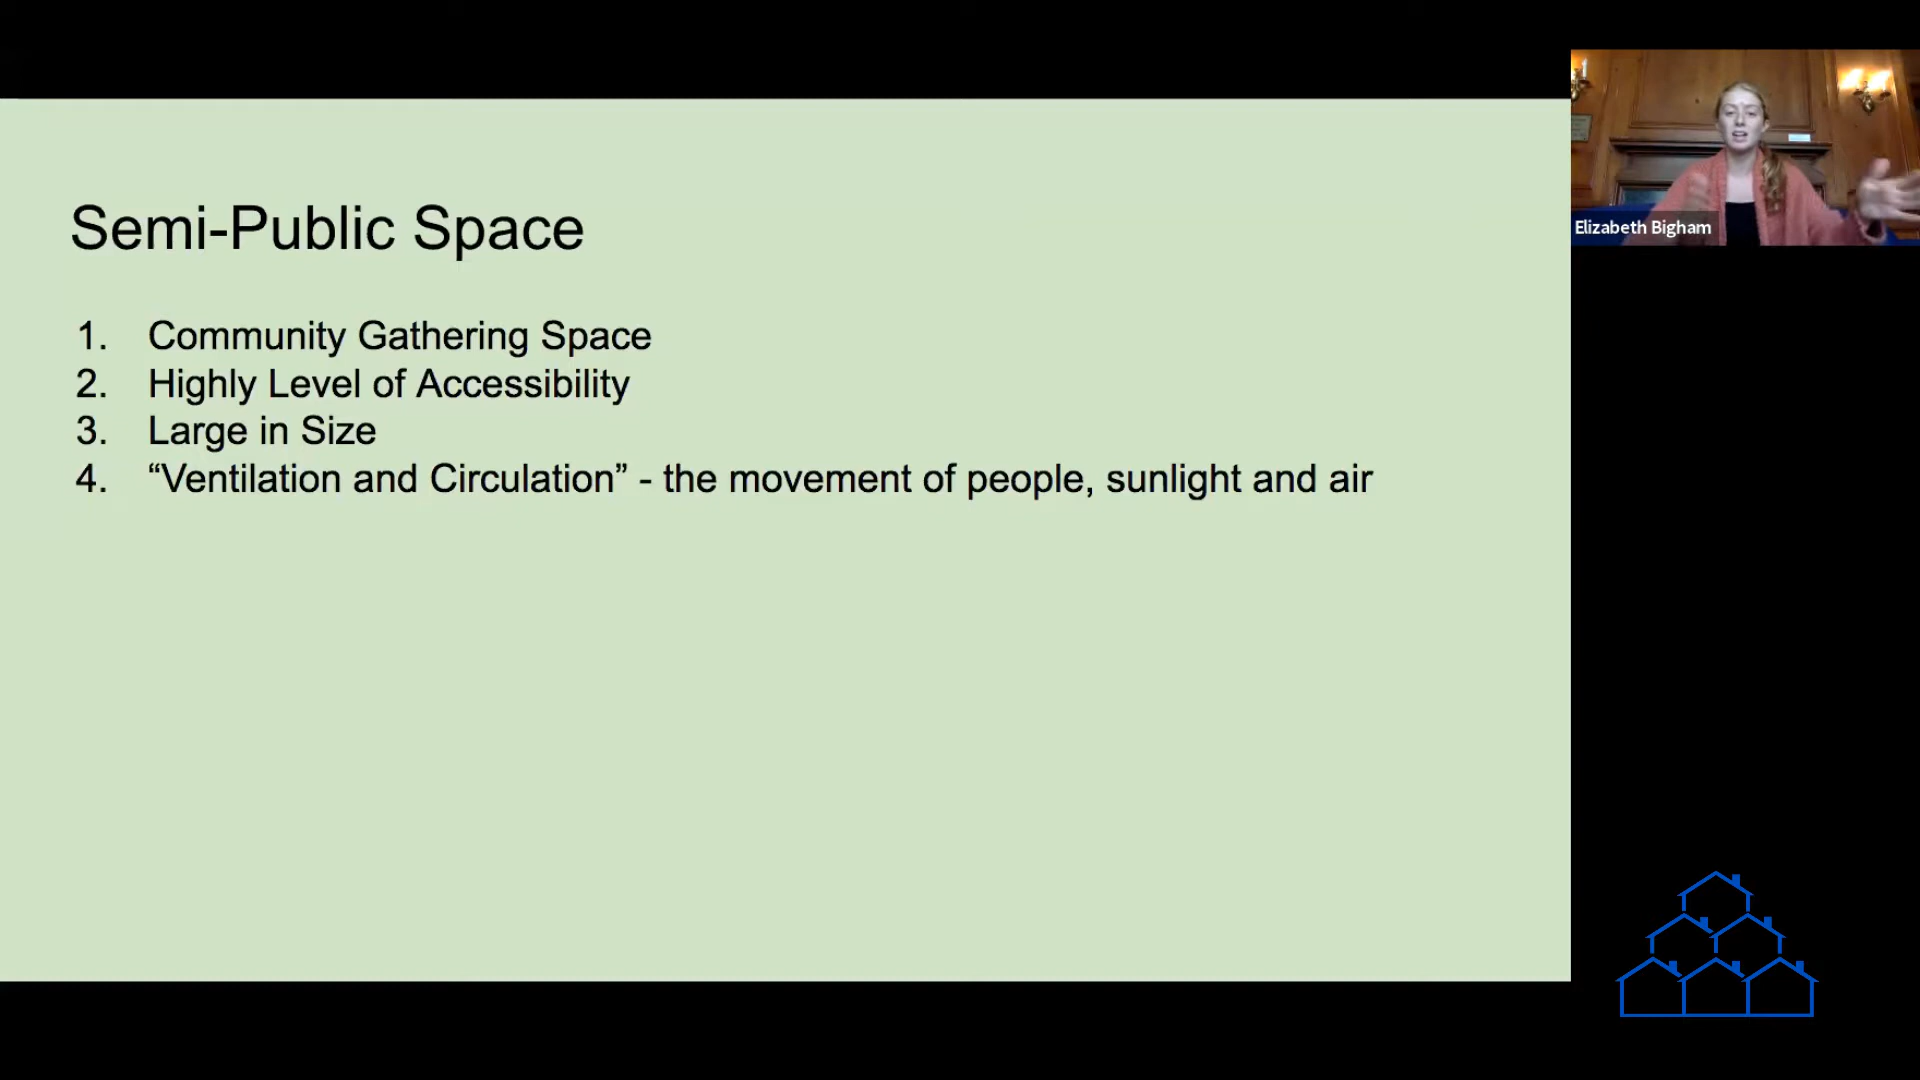 Semi-Public Space
1. Community Gathering Space
2. Highly Level of Accessibility
3. Large in Size
4. “Ventilation and Circulation” - the movement of people, sunlight and air
Elizabeth Bigham